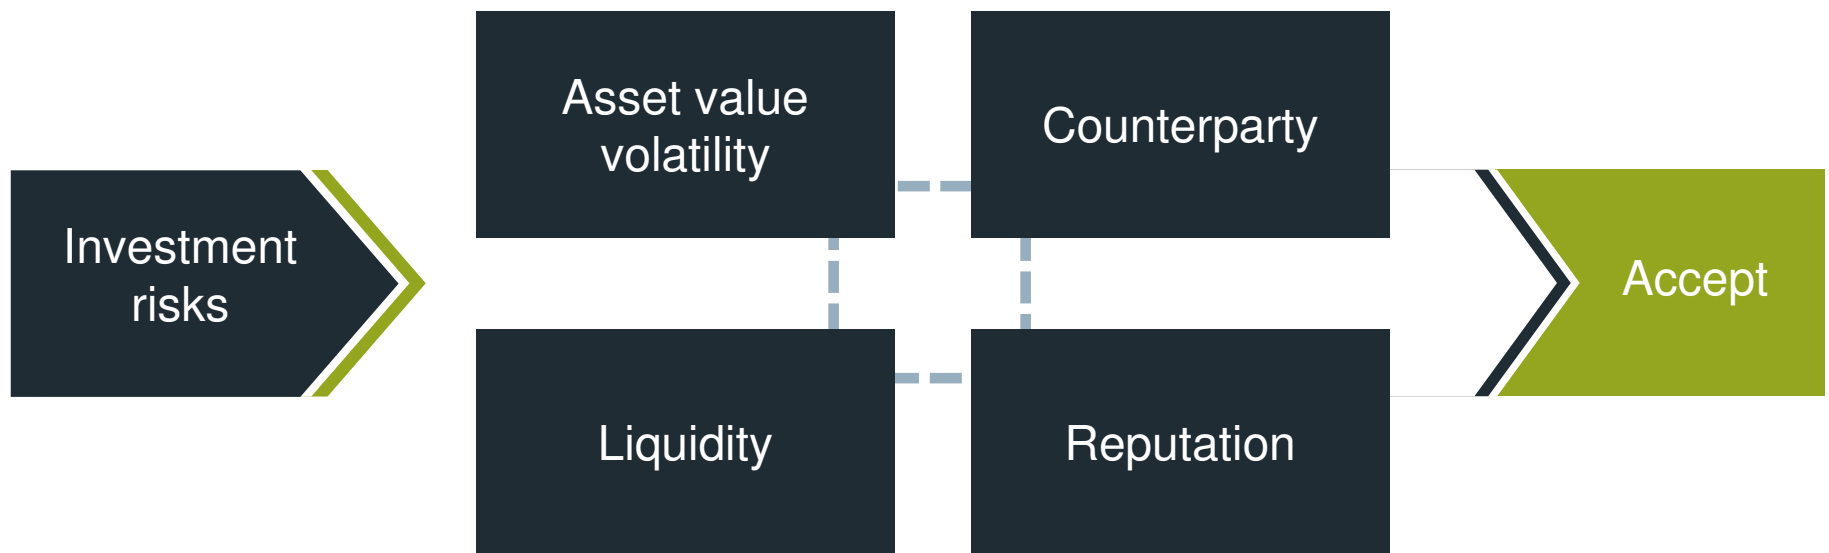 Investment
risks
Asset value
volatility
Counterparty
Liquidity
Reputation
Accept